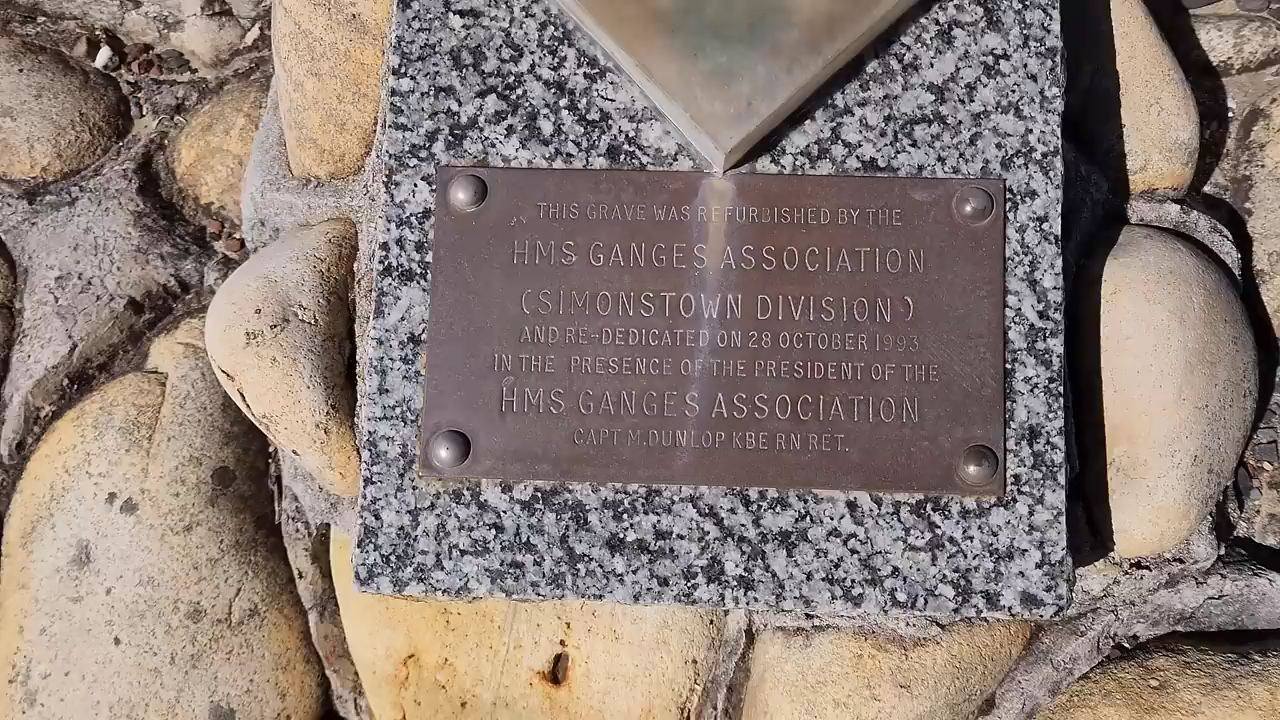 THIS GRAVE WAS REFURBISHED BY THE
HMS GANGES ASSOCIATION
(SIMONSTOWN DIVISION)
AND RE-DEDICATED ON 28 OCTOBER 1993
IN THE PRESENCE OF THE PRESIDENT OF THE
HMS GANGES ASSOCIATION
CAPT M.DUNLOP KBE RN RET.